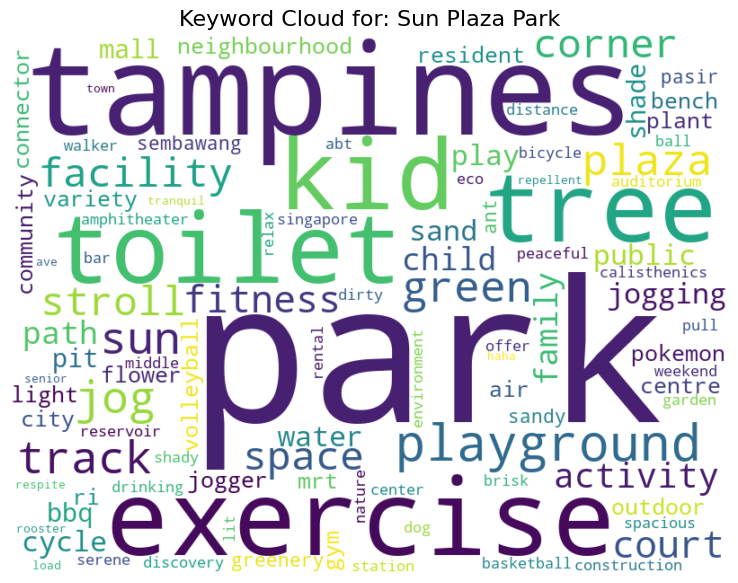 Keyword Cloud for: Sun Plaza Park
mall
neighbourhood
resident
corner
tampines
town
connector
shade
pasir
bench
plant
distance
ball
walker
sembawang
abt
kid
play
bicycle
plaza
facility
eco
repellent
auditorium
variety
tranquil
tree
community
amphitheater
singapore
relax
ant
toilet
sand
public
ave
bar
child
peaceful
calisthenics
green
family
stroll
fitness
dirty
jogging
path
sun
park
pull
pit
middle
volleyball
rental
environment
offer
haha
pokemon
senior
flower
weekend
light
jog
air
centre
garden
city
reservoir
sandy
water
playground
track
shady
space
activity
respite
drinking
jogger
mrt
nature
center
brisk
ri
exercise
outdoor
bbq
rooster
lit
dog
spacious
cycle
gym
court
load
serene
discovery
greenery
station
basketball
construction